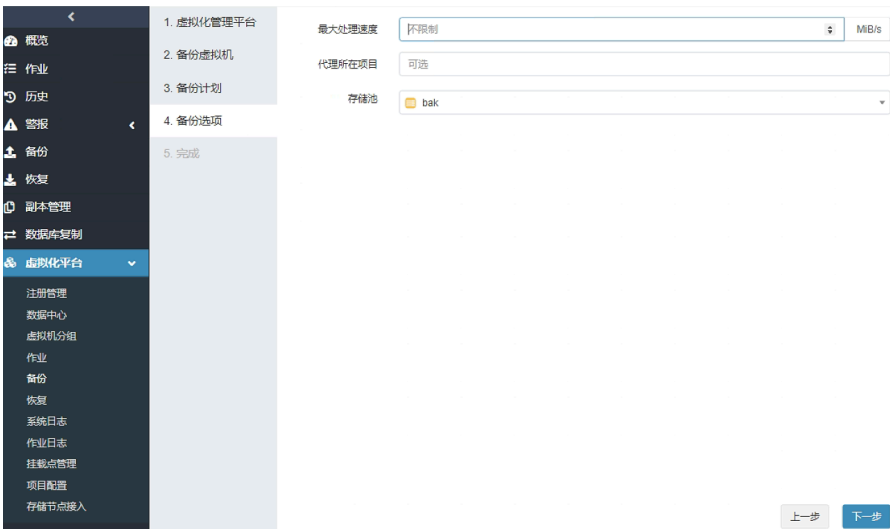 概览
作业
历史
警报
备份
恢复
副本管理
数据库复制
虚拟化平台
注册管理
数据中心
虚拟机分组
作业
备份
恢复
系统日志
作业日志
挂载点管理
项目配置
存储节点接入
1. 虚拟化管理平台
2. 备份虚拟机
3. 备份计划
4. 备份选项
5. 完成
最大处理速度 不限制 MiB/s
代理所在项目 可选
存储池 bak
上一步 下一步